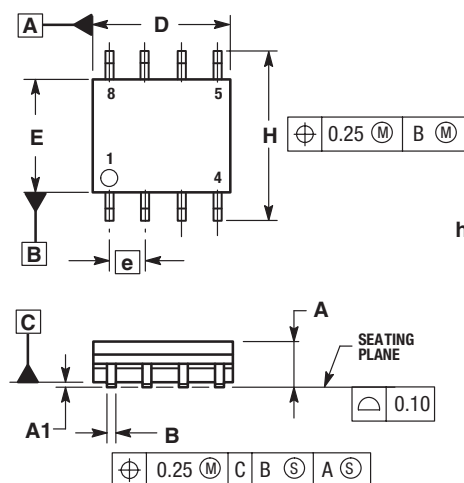 A
D
8
5
E
H
⌖ 0.25 Ⓜ B Ⓜ
1
4
B
h
e
C
A
SEATING
PLANE
⌓ 0.10
A1
B
⌖ 0.25 Ⓜ C B Ⓢ A Ⓢ